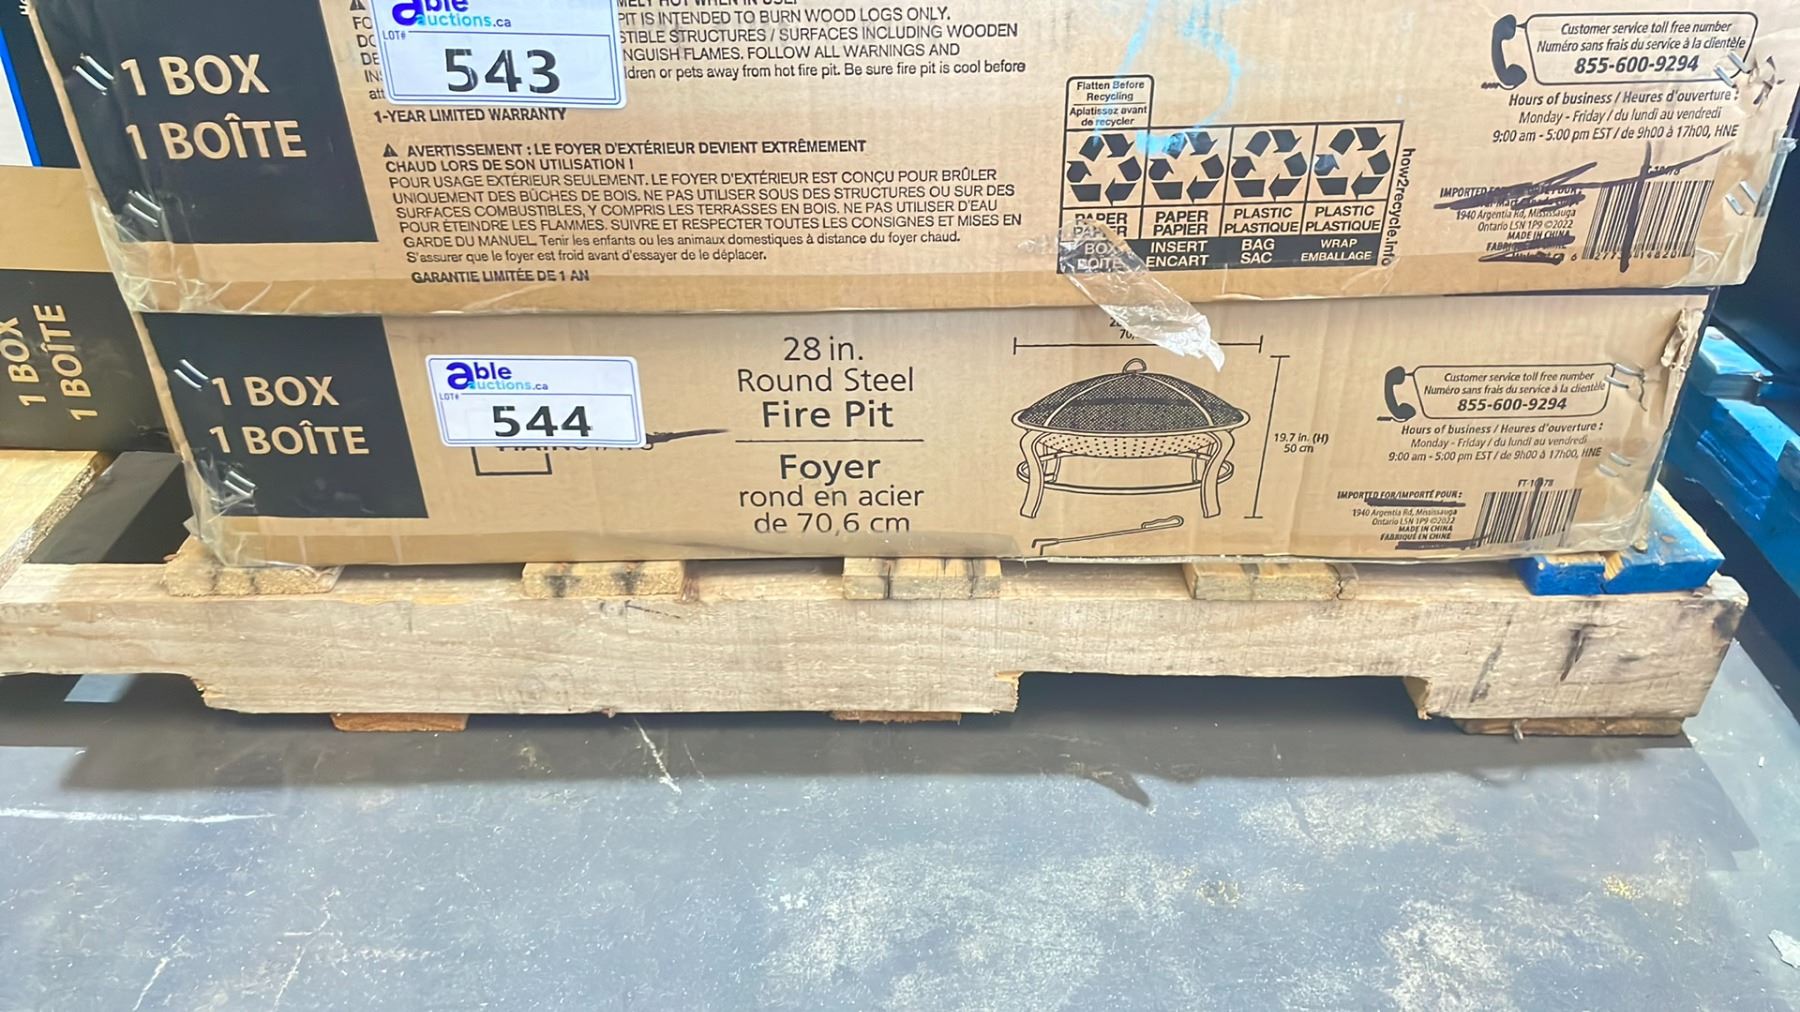 able
auctions.ca
LOT#
543
1 BOX
1 BOÎTE
PIT IS INTENDED TO BURN WOOD LOGS ONLY.
STIBLE STRUCTURES / SURFACES INCLUDING WOODEN
NGUISH FLAMES. FOLLOW ALL WARNINGS AND
ldren or pets away from hot fire pit. Be sure fire pit is cool before
1-YEAR LIMITED WARRANTY
AVERTISSEMENT : LE FOYER D'EXTÉRIEUR DEVIENT EXTRÊMEMENT
CHAUD LORS DE SON UTILISATION !
POUR USAGE EXTÉRIEUR SEULEMENT. LE FOYER D'EXTÉRIEUR EST CONÇU POUR BRÛLER
UNIQUEMENT DES BÛCHES DE BOIS. NE PAS UTILISER SOUS DES STRUCTURES OU SUR DES
SURFACES COMBUSTIBLES, Y COMPRIS LES TERRASSES EN BOIS. NE PAS UTILISER D'EAU
POUR ÉTEINDRE LES FLAMMES. SUIVRE ET RESPECTER TOUTES LES CONSIGNES ET MISES EN
GARDE DU MANUEL. Tenir les enfants ou les animaux domestiques à distance du foyer chaud.
S'assurer que le foyer est froid avant d'essayer de le déplacer.
GARANTIE LIMITÉE DE 1 AN
Flatten Before
Recycling
Aplatissez avant
de recycler
PAPER PAPER PLASTIC PLASTIC
PAPIER PLASTIQUE PLASTIQUE
BOX INSERT BAG WRAP
BOÎTE ENCART SAC EMBALLAGE
how2recycle.info
Customer service toll free number
Numéro sans frais du service à la clientèle
855-600-9294
Hours of business / Heures d'ouverture :
Monday - Friday / du lundi au vendredi
9:00 am - 5:00 pm EST / de 9h00 à 17h00, HNE
1940 Argentia Rd, Mississauga
Ontario L5N 1P9 ©2022
MADE IN CHINA
1 BOX
1 BOÎTE
1 BOX
1 BOÎTE
able
auctions.ca
LOT#
544
28 in.
Round Steel
Fire Pit
Foyer
rond en acier
de 70,6 cm
19.7 in. (H)
50 cm
Customer service toll free number
Numéro sans frais du service à la clientèle
855-600-9294
Hours of business / Heures d'ouverture :
Monday - Friday / du lundi au vendredi
9:00 am - 5:00 pm EST / de 9h00 à 17h00, HNE
IMPORTED FOR/IMPORTÉ POUR :
1940 Argentia Rd, Mississauga
Ontario L5N 1P9 ©2022
MADE IN CHINA
FABRIQUÉ EN CHINE